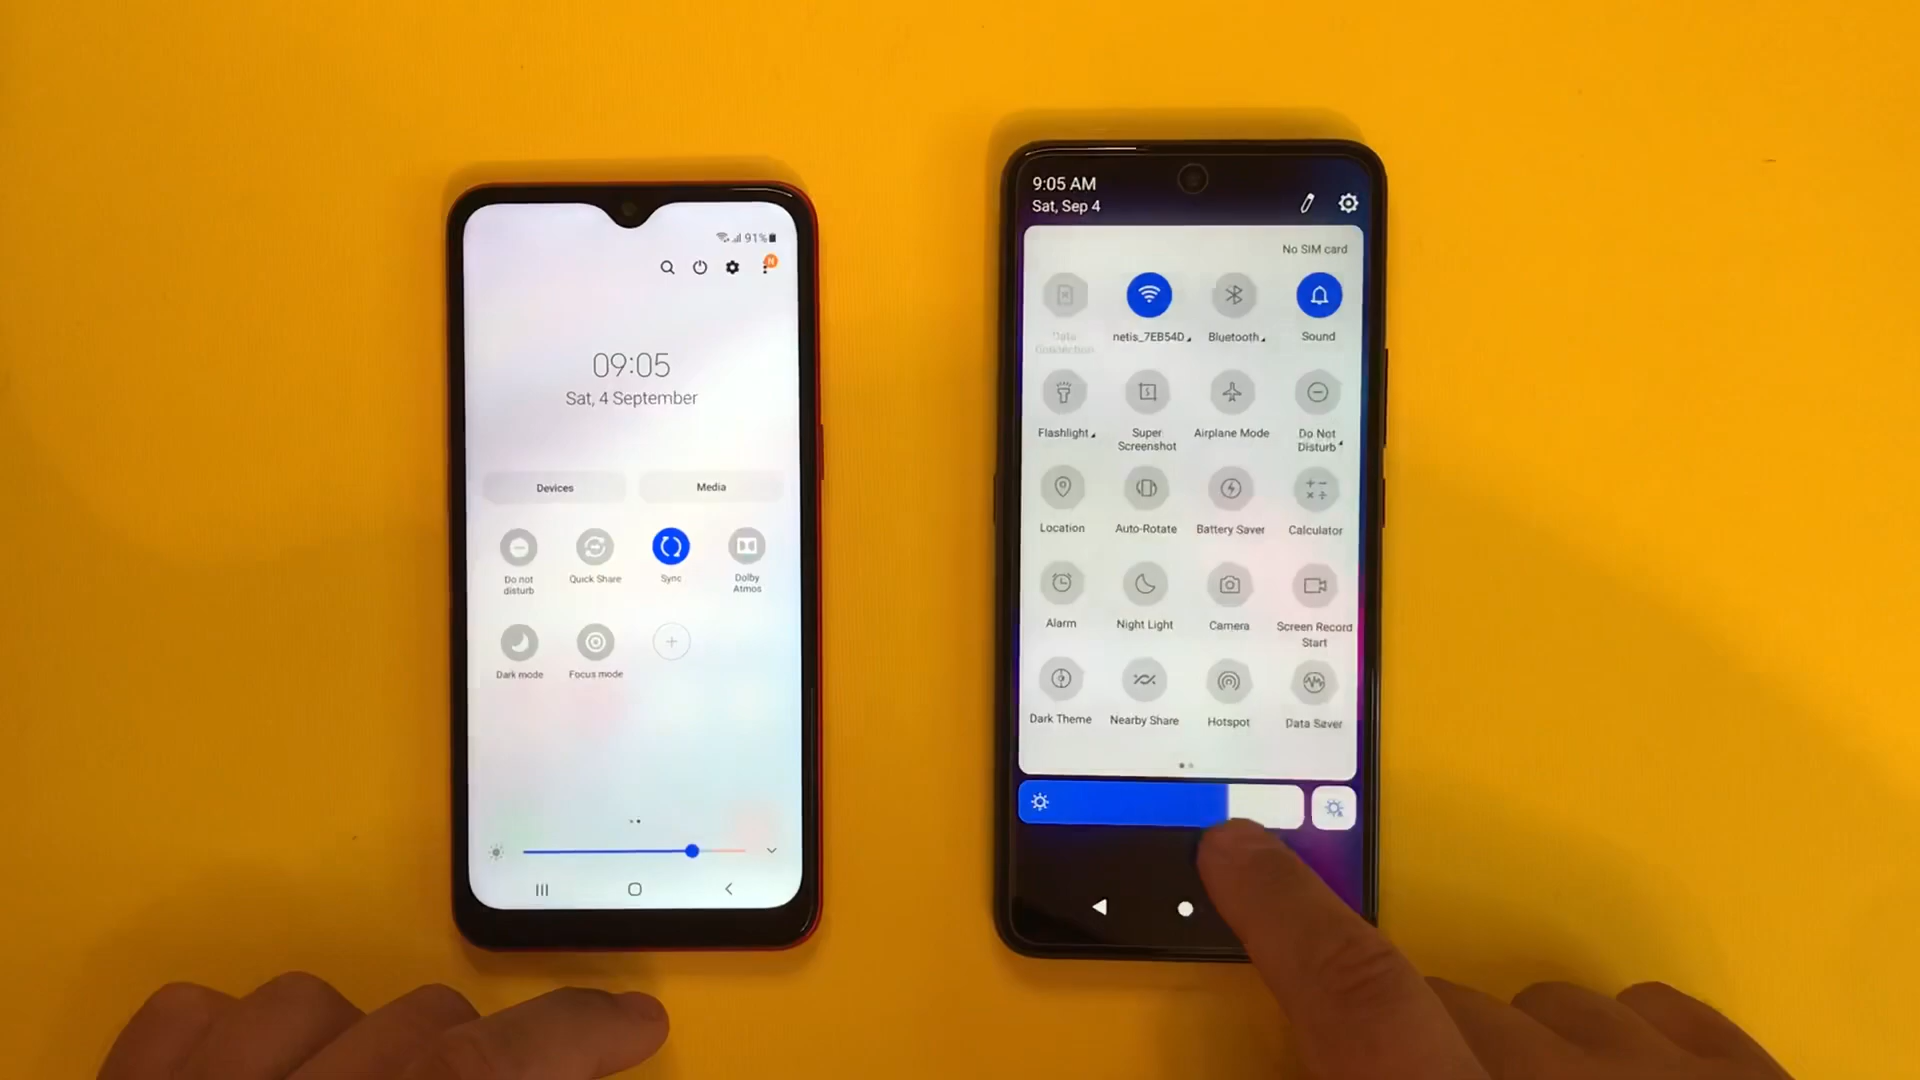 91%
N
09:05
Sat, 4 September
Devices
Media
Do not
disturb
Quick Share
Sync
Dolby
Atmos
Dark mode
Focus mode
9:05 AM
Sat, Sep 4
No SIM card
Data
Connection
netis_7EB54D
Bluetooth
Sound
Flashlight
Super
Screenshot
Airplane Mode
Do Not
Disturb
Location
Auto-Rotate
Battery Saver
Calculator
Alarm
Night Light
Camera
Screen Record
Start
Dark Theme
Nearby Share
Hotspot
Data Saver